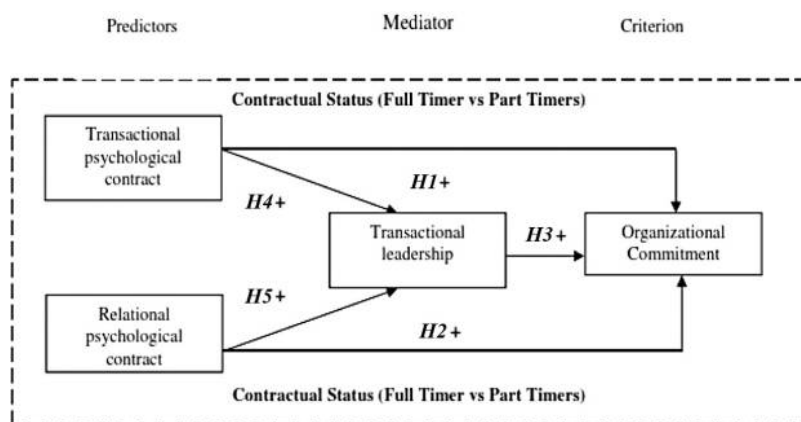 Predictors
Mediator
Criterion
Contractual Status (Full Timer vs Part Timers)
Transactional
psychological
contract
H1+
H4+
Transactional
leadership
H3+
Organizational
Commitment
H5+
Relational
psychological
contract
H2+
Contractual Status (Full Timer vs Part Timers)